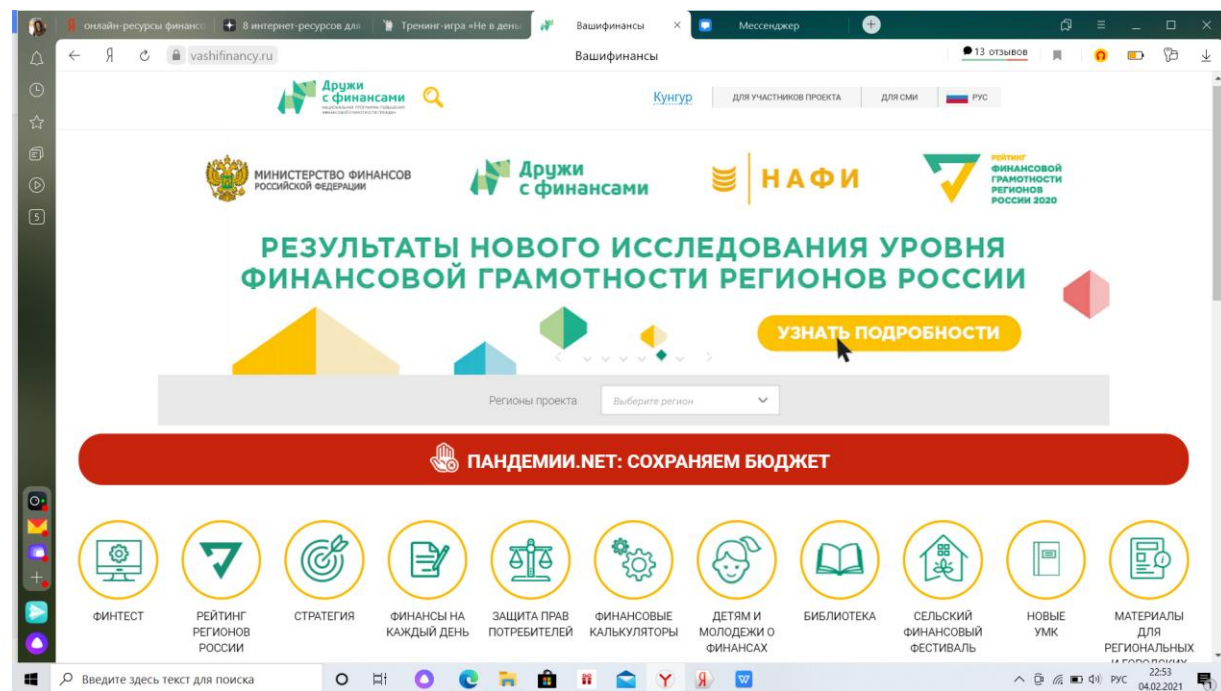 онлайн-ресурсы финансо
8 интернет-ресурсов для
Тренинг-игра «Не в день
Вашифинансы
Мессенджер
vashifinancy.ru
Вашифинансы
13 отзывов
Дружи
с финансами
Кунгур
ДЛЯ УЧАСТНИКОВ ПРОЕКТА
ДЛЯ СМИ
РУС
МИНИСТЕРСТВО ФИНАНСОВ
РОССИЙСКОЙ ФЕДЕРАЦИИ
Дружи
с финансами
НАФИ
РЕЙТИНГ
ФИНАНСОВОЙ
ГРАМОТНОСТИ
РЕГИОНОВ
РОССИИ 2020
РЕЗУЛЬТАТЫ НОВОГО ИССЛЕДОВАНИЯ УРОВНЯ
ФИНАНСОВОЙ ГРАМОТНОСТИ РЕГИОНОВ РОССИИ
УЗНАТЬ ПОДРОБНОСТИ
Регионы проекта
Выберите регион
ПАНДЕМИИ.NET: СОХРАНЯЕМ БЮДЖЕТ
ФИНТЕСТ
РЕЙТИНГ
РЕГИОНОВ
РОССИИ
СТРАТЕГИЯ
ФИНАНСЫ НА
КАЖДЫЙ ДЕНЬ
ЗАЩИТА ПРАВ
ПОТРЕБИТЕЛЕЙ
ФИНАНСОВЫЕ
КАЛЬКУЛЯТОРЫ
ДЕТЯМ И
МОЛОДЕЖИ О
ФИНАНСАХ
БИБЛИОТЕКА
СЕЛЬСКИЙ
ФИНАНСОВЫЙ
ФЕСТИВАЛЬ
НОВЫЕ
УМК
МАТЕРИАЛЫ
ДЛЯ
РЕГИОНАЛЬНЫХ
Введите здесь текст для поиска
РУС
22:53
04.02.2021